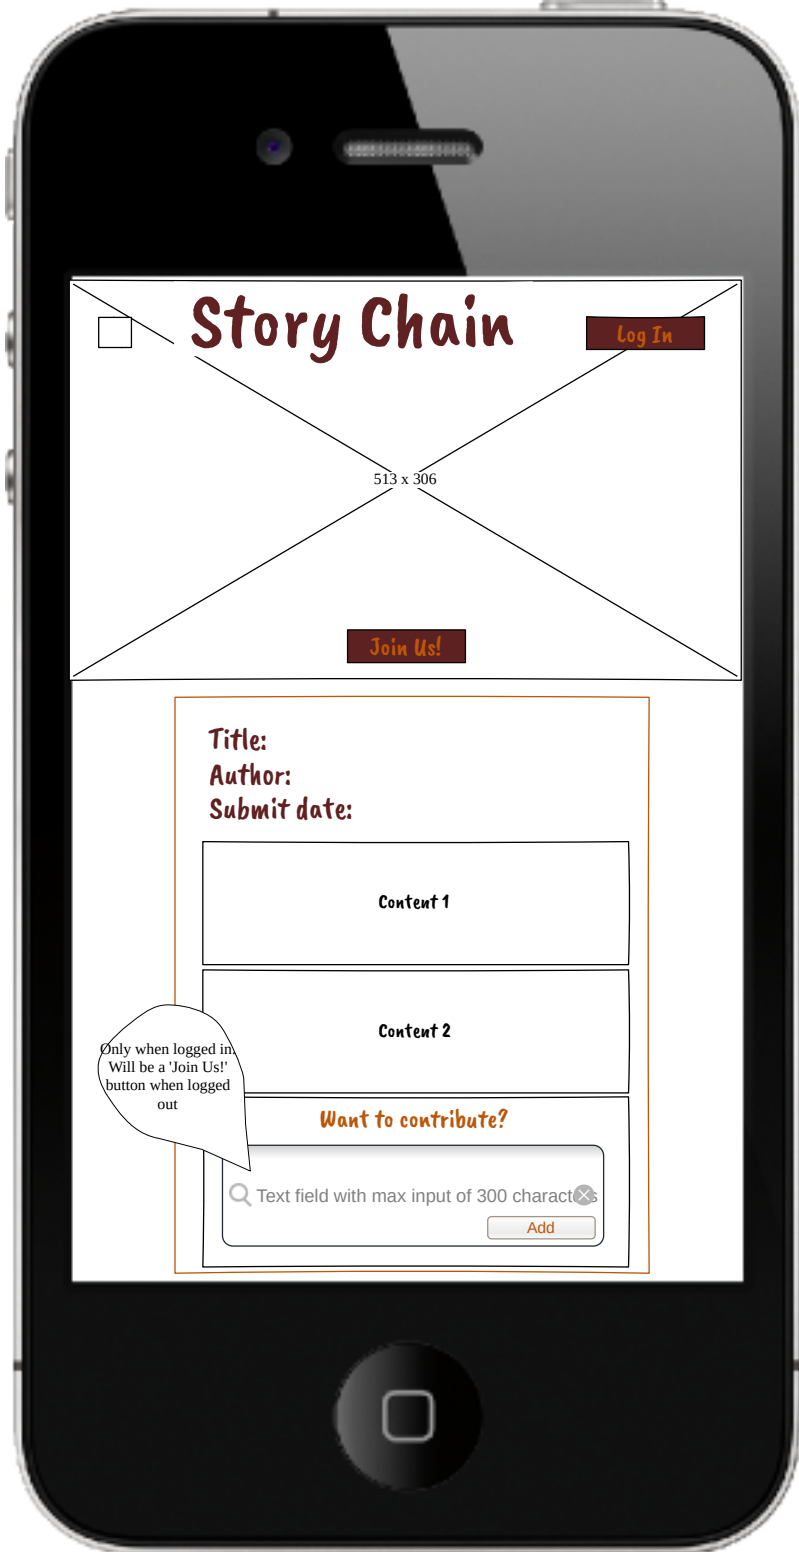 Story Chain
Log In
513 x 306
Join Us!
Title:
Author:
Submit date:
Content 1
Content 2
Only when logged in.
Will be a 'Join Us!'
button when logged
out
Want to contribute?
Text field with max input of 300 characters
Add